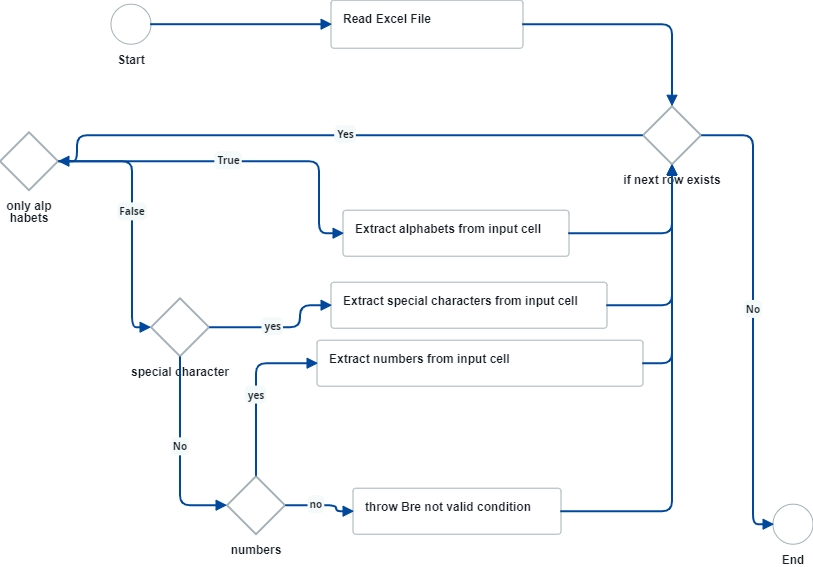 Read Excel File
Start
Yes
True
if next row exists
only alp
habets
False
Extract alphabets from input cell
Extract special characters from input cell
No
yes
Extract numbers from input cell
special character
yes
No
no
throw Bre not valid condition
numbers
End